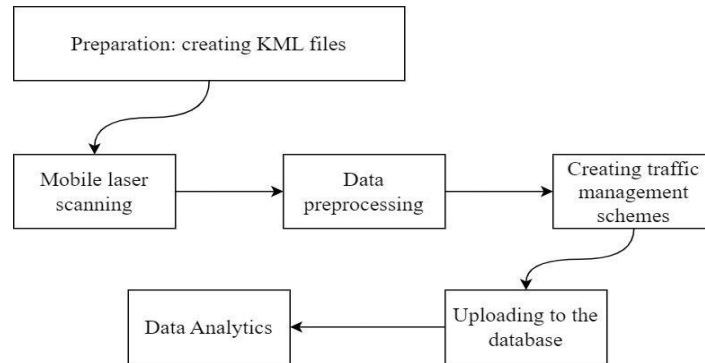 Preparation: creating KML files
Mobile laser
scanning
Data
preprocessing
Creating traffic
management
schemes
Data Analytics
Uploading to the
database